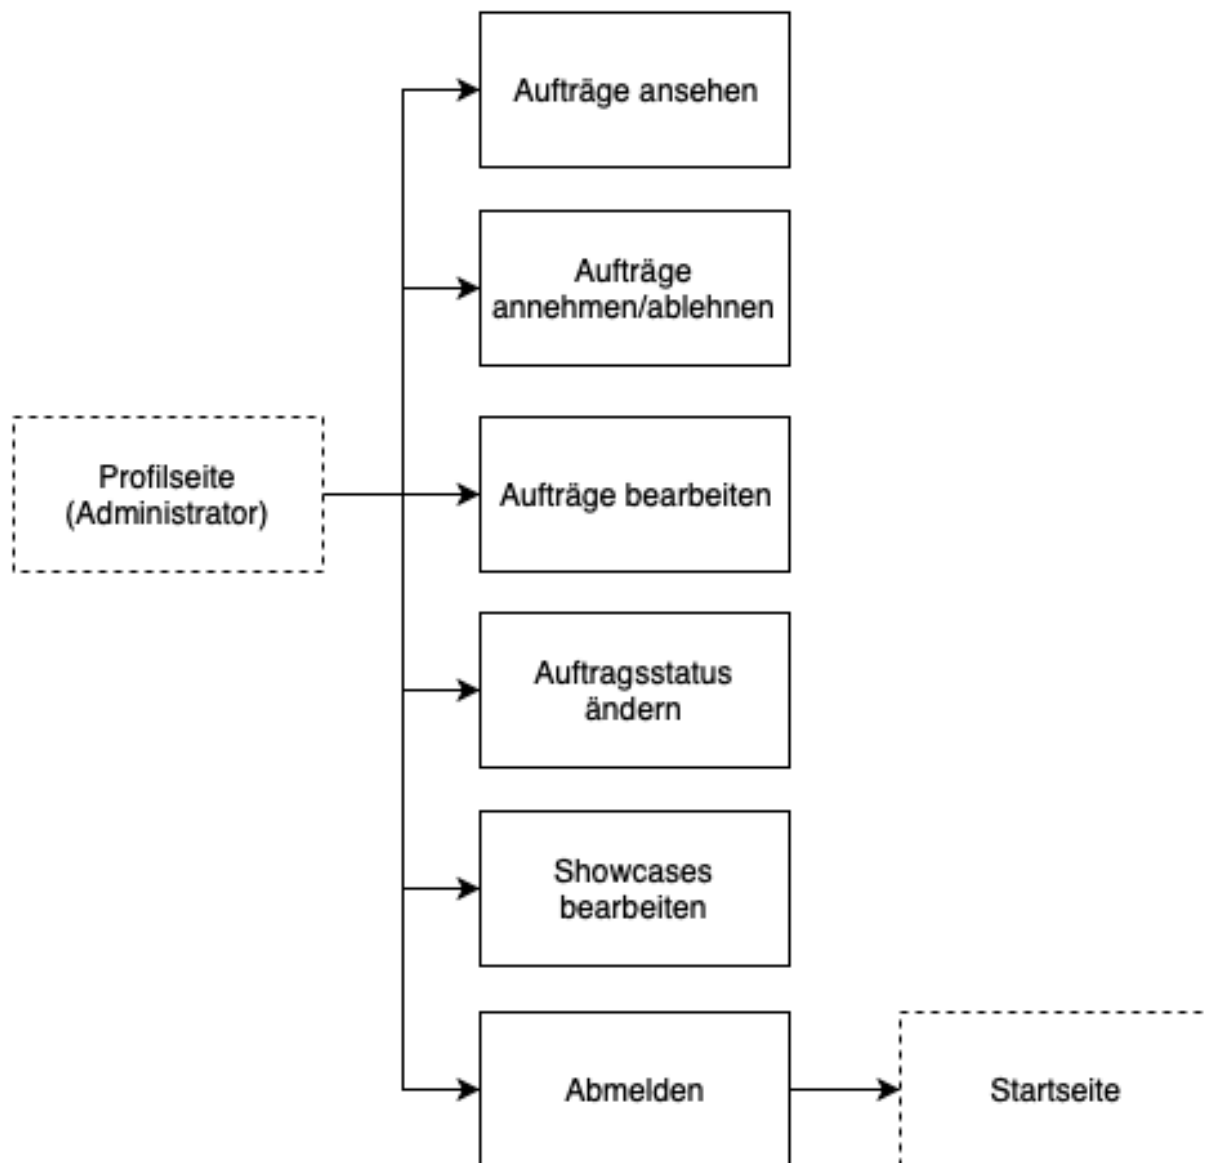 Aufträge ansehen
Aufträge
annehmen/ablehnen
Profilseite
(Administrator)
Aufträge bearbeiten
Auftragsstatus
ändern
Showcases
bearbeiten
Abmelden
Startseite